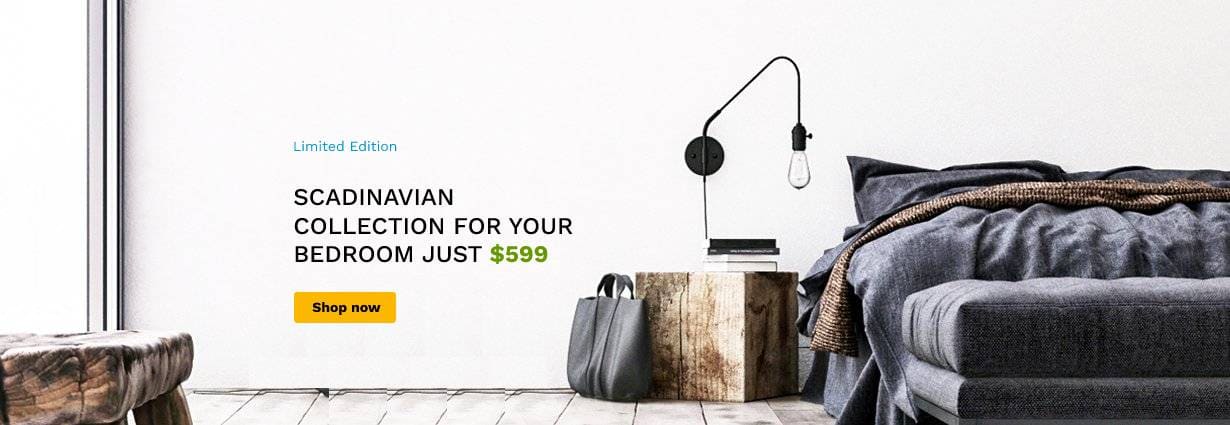 Limited Edition
SCADINAVIAN
COLLECTION FOR YOUR
BEDROOM JUST $599
Shop now